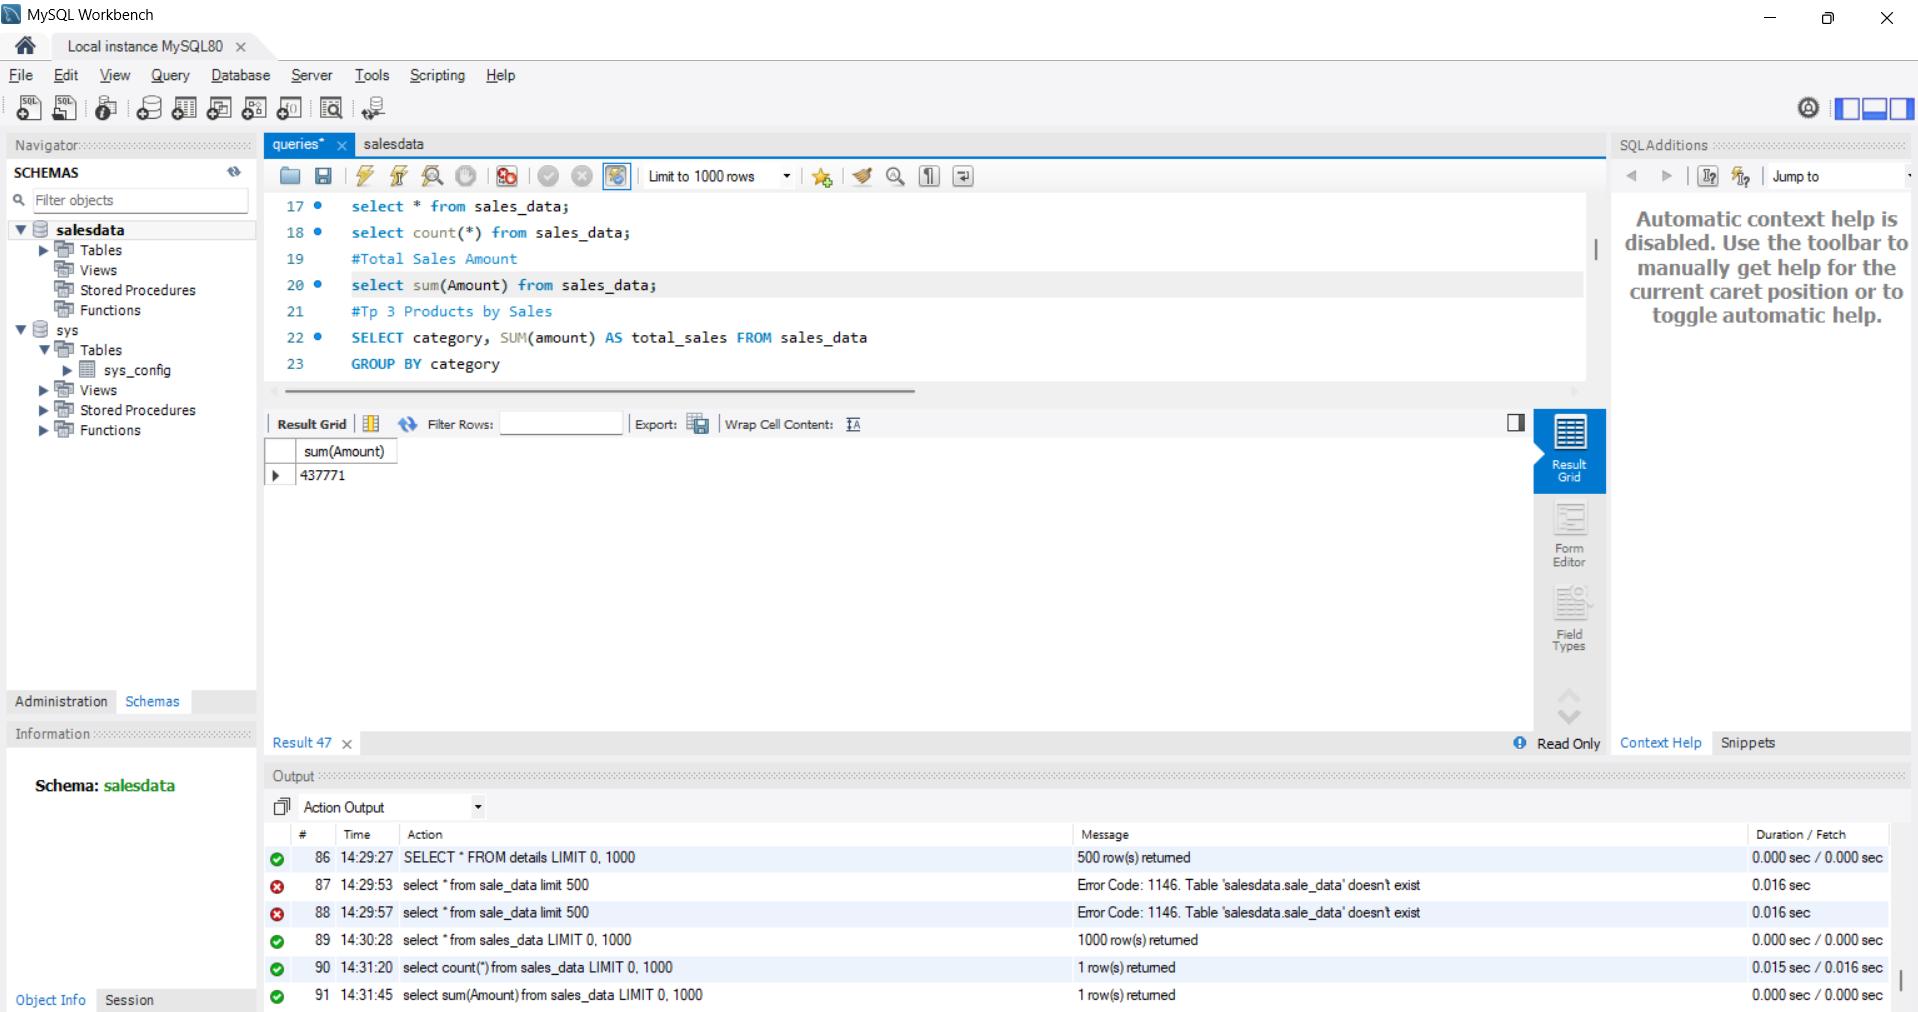 MySQL Workbench
Local instance MySQL80
File Edit View Query Database Server Tools Scripting Help
Navigator
SCHEMAS
Filter objects
salesdata
Tables
Views
Stored Procedures
Functions
sys
Tables
sys_config
Views
Stored Procedures
Functions
Administration Schemas
Information
Schema: salesdata
Object Info Session
queries* salesdata
Limit to 1000 rows
17 select * from sales_data;
18 select count(*) from sales_data;
19 #Total Sales Amount
20 select sum(Amount) from sales_data;
21 #Tp 3 Products by Sales
22 SELECT category, SUM(amount) AS total_sales FROM sales_data
23 GROUP BY category
Result Grid Filter Rows: Export: Wrap Cell Content:
sum(Amount)
437771
Result
Grid
Form
Editor
Field
Types
Result 47 Read Only
SQLAdditions
Jump to
Automatic context help is
disabled. Use the toolbar to
manually get help for the
current caret position or to
toggle automatic help.
Context Help Snippets
Output
Action Output
# Time Action Message Duration / Fetch
86 14:29:27 SELECT * FROM details LIMIT 0, 1000 500 row(s) returned 0.000 sec / 0.000 sec
87 14:29:53 select * from sale_data limit 500 Error Code: 1146. Table 'salesdata.sale_data' doesn't exist 0.016 sec
88 14:29:57 select * from sale_data limit 500 Error Code: 1146. Table 'salesdata.sale_data' doesn't exist 0.016 sec
89 14:30:28 select * from sales_data LIMIT 0, 1000 1000 row(s) returned 0.000 sec / 0.000 sec
90 14:31:20 select count(*) from sales_data LIMIT 0, 1000 1 row(s) returned 0.015 sec / 0.016 sec
91 14:31:45 select sum(Amount) from sales_data LIMIT 0, 1000 1 row(s) returned 0.000 sec / 0.000 sec